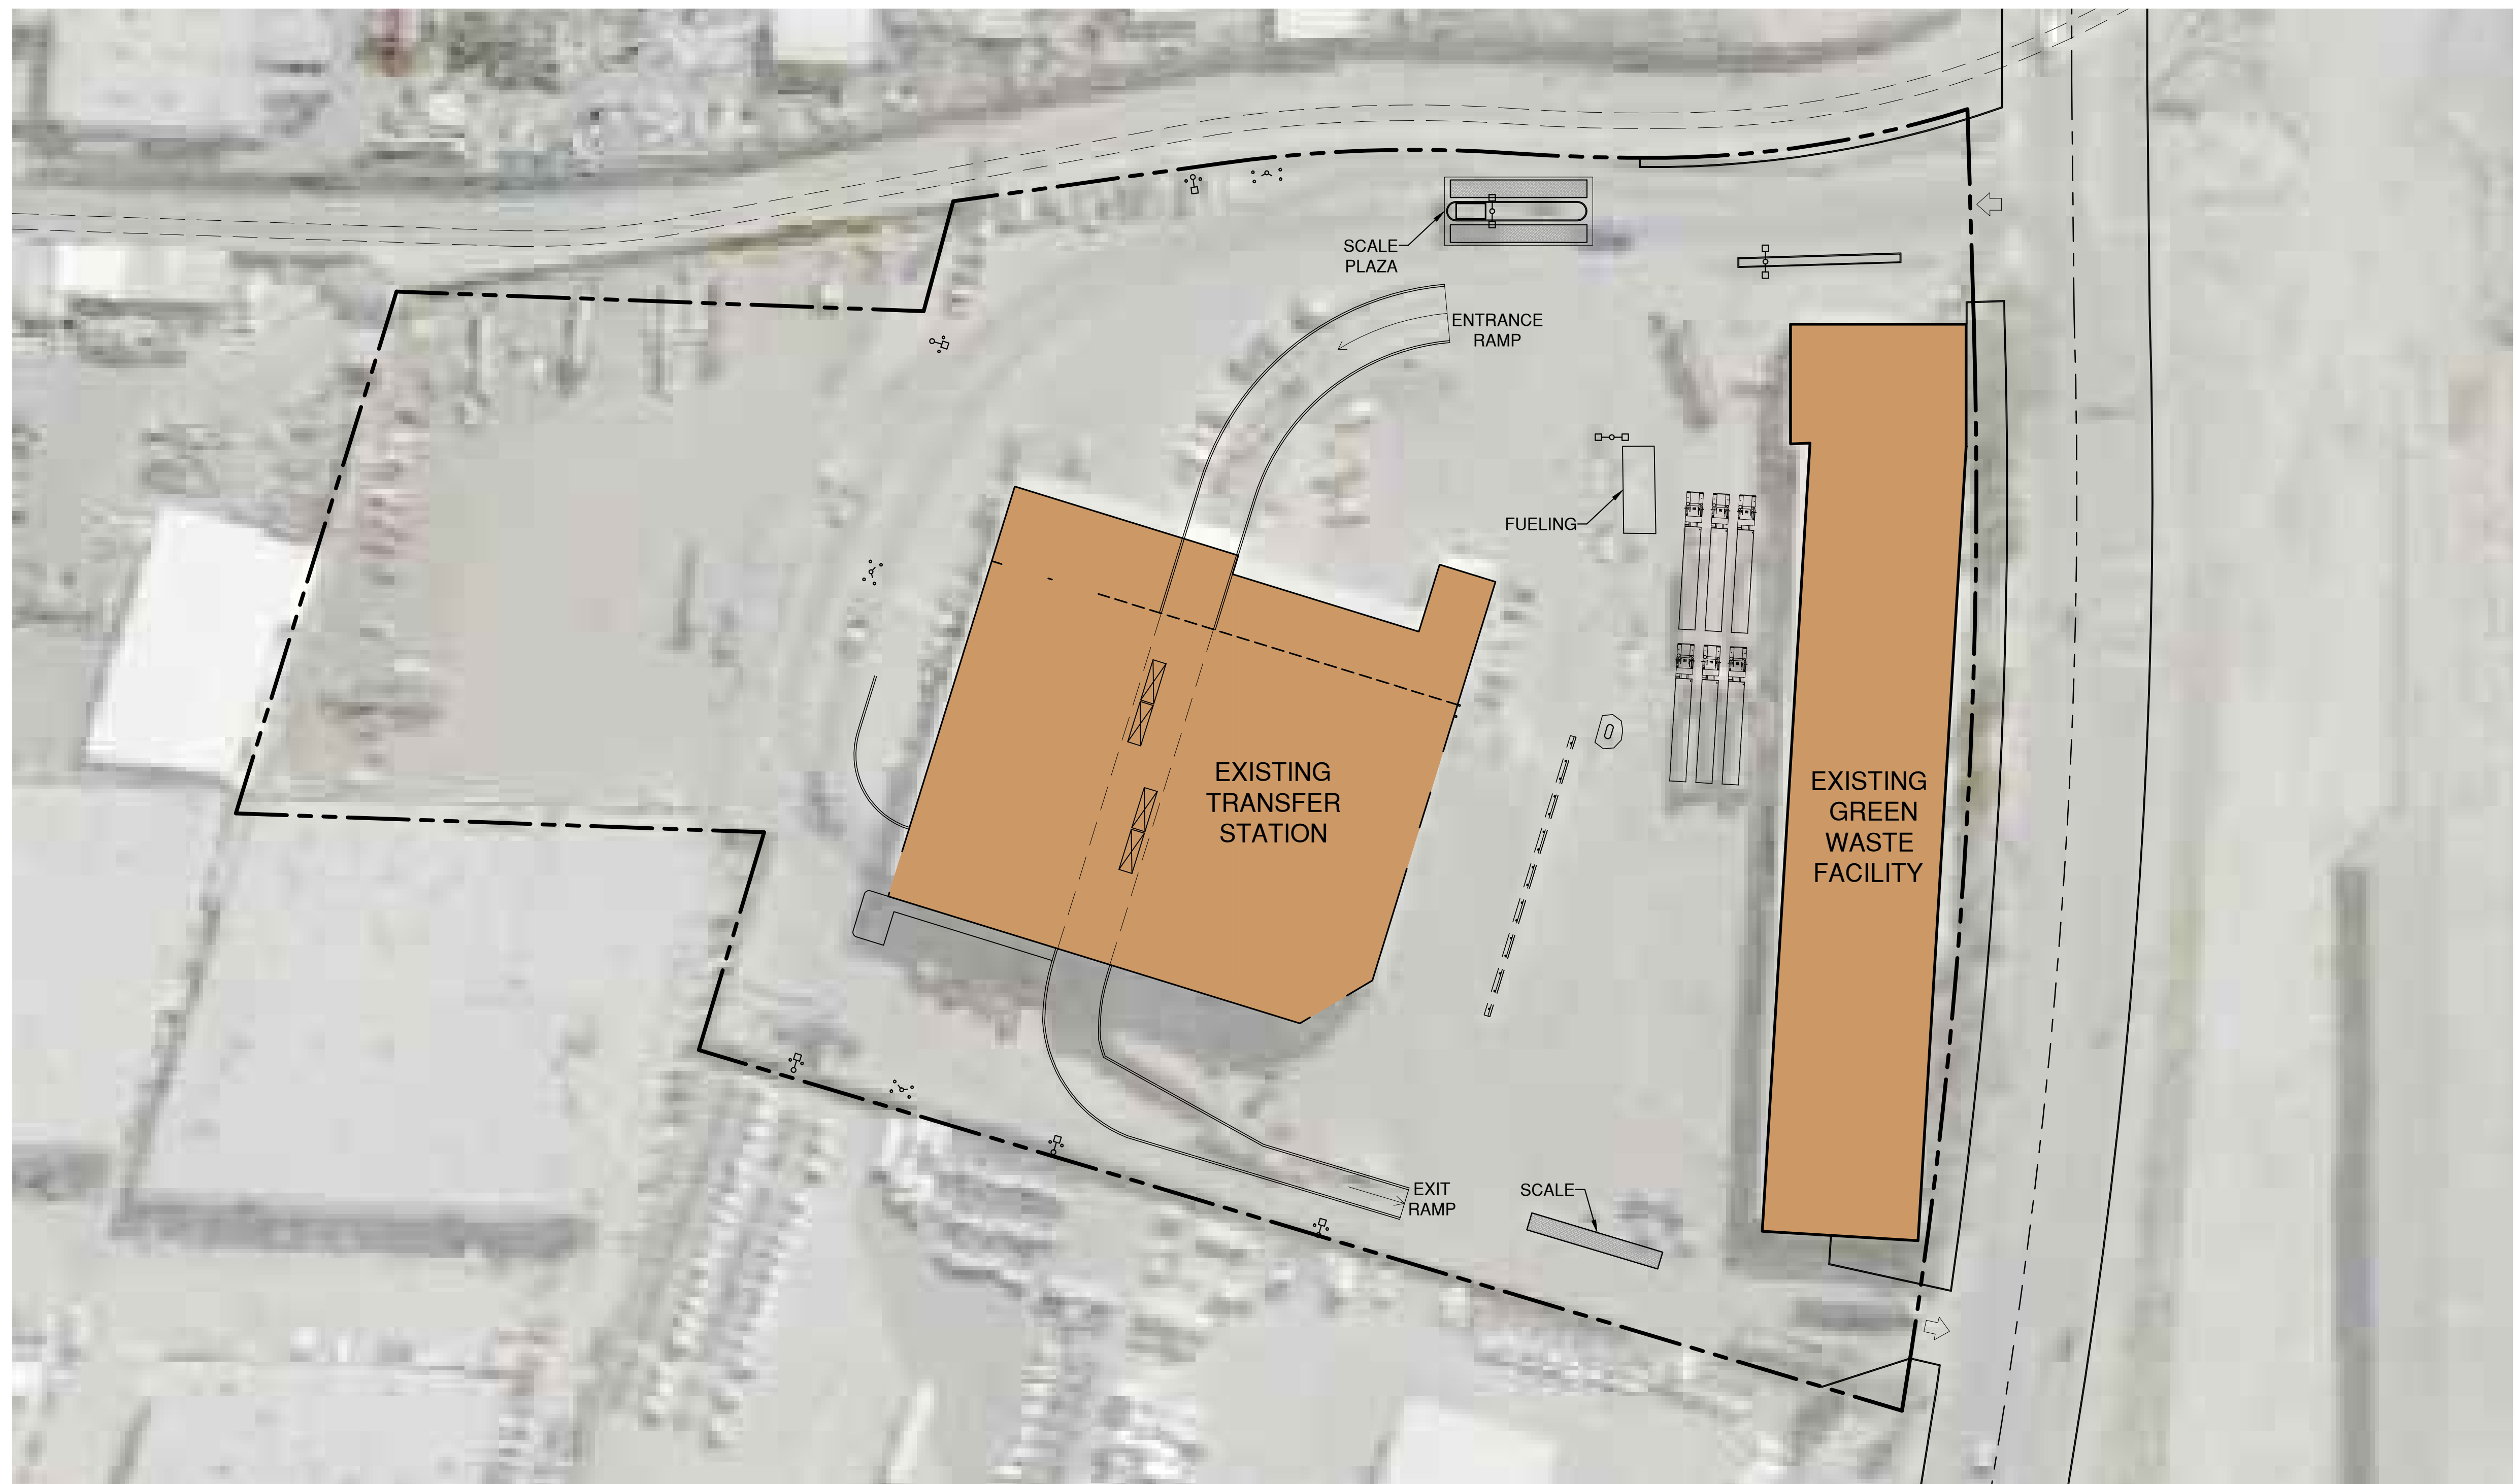 SCALE
PLAZA
ENTRANCE
RAMP
FUELING
EXISTING
TRANSFER
STATION
EXISTING
GREEN
WASTE
FACILITY
EXIT
RAMP
SCALE